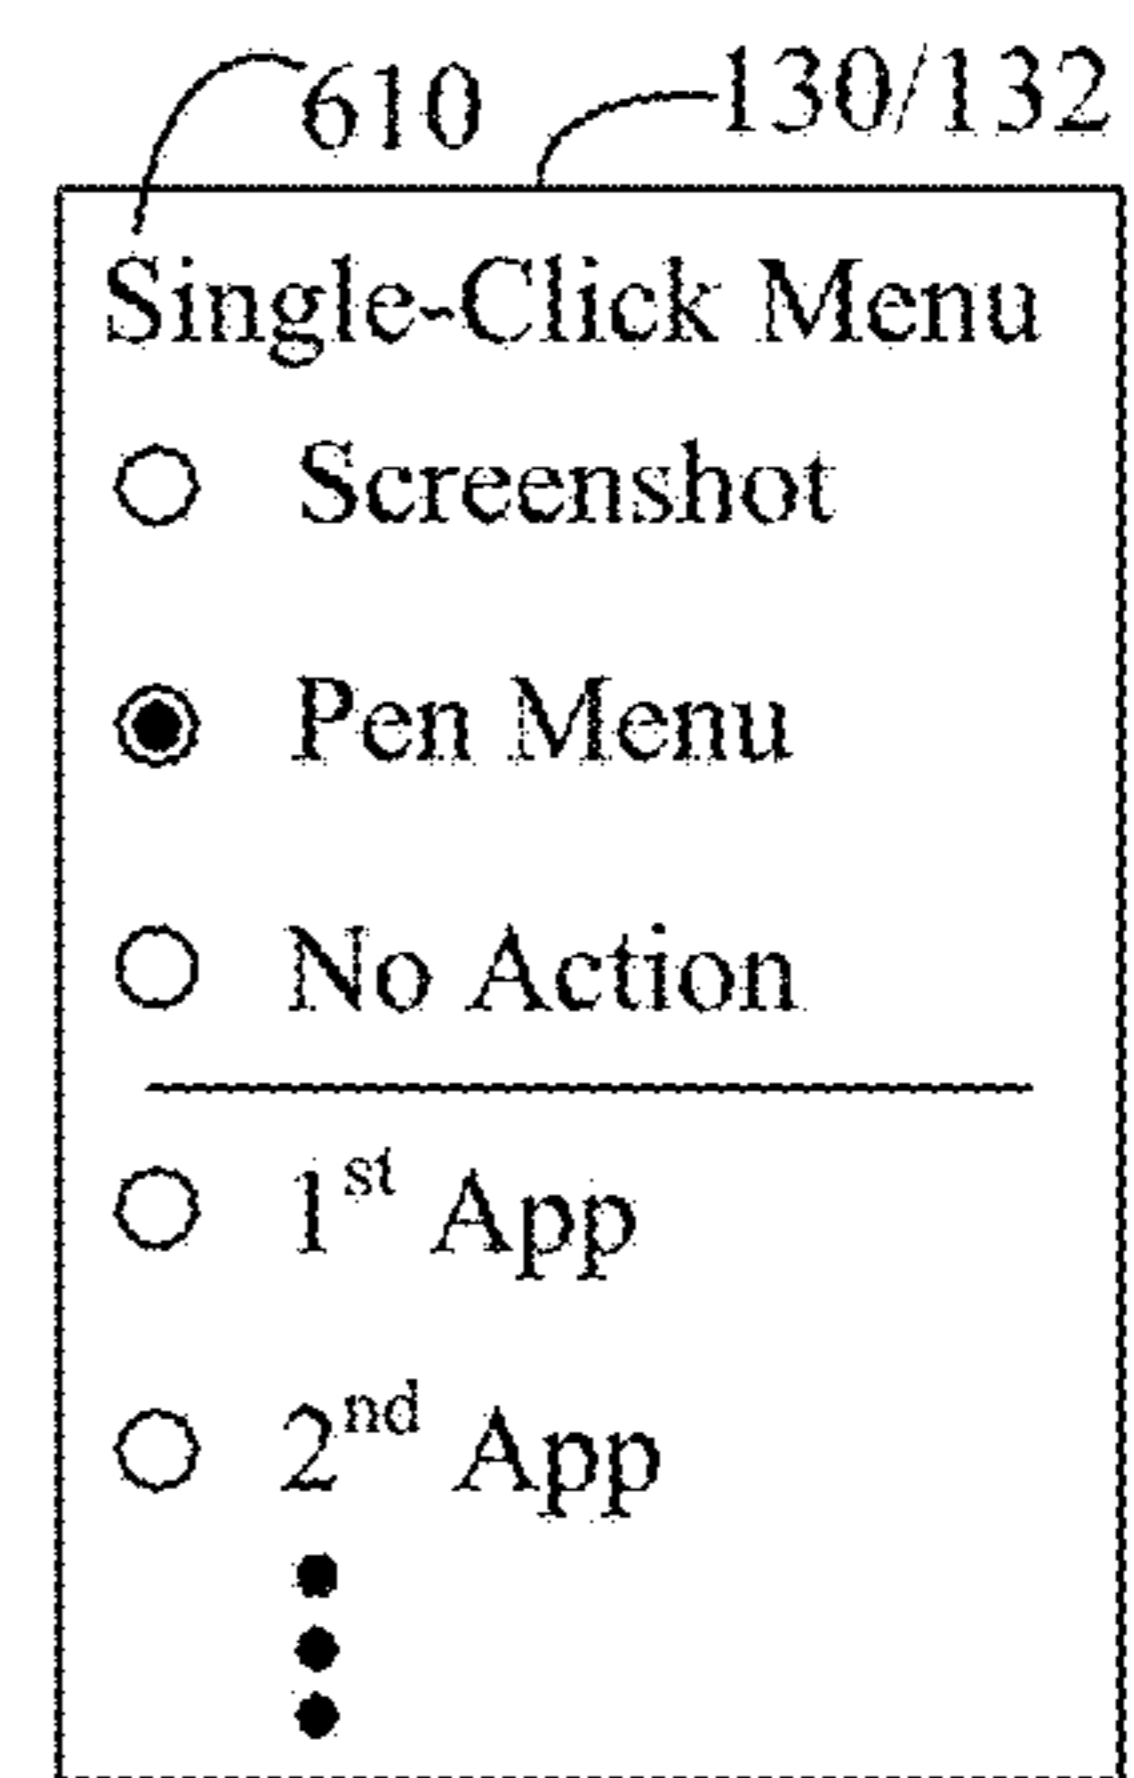 610 130/132
Single-Click Menu
Screenshot
Pen Menu
No Action
1st App
2nd App